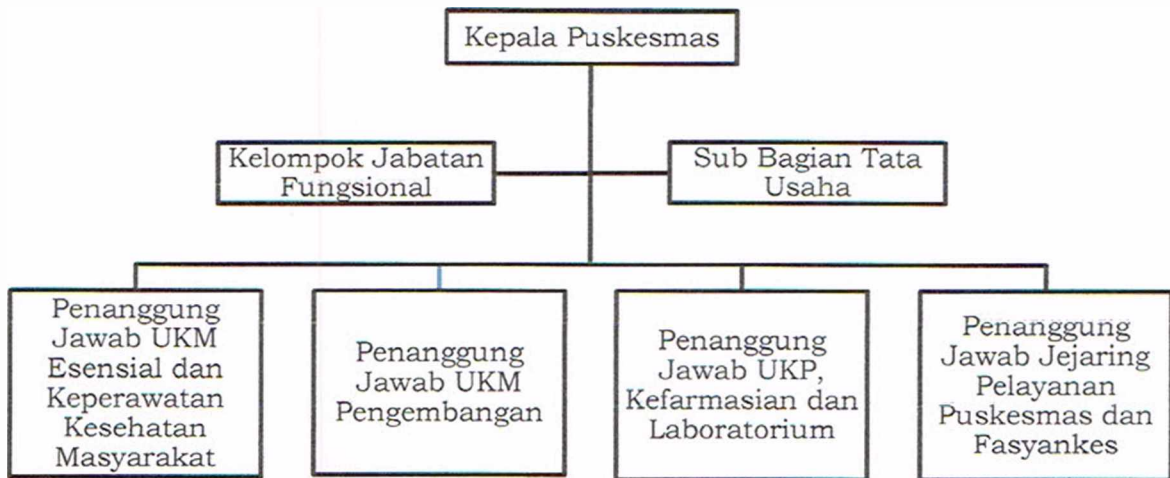 Kepala Puskesmas
Kelompok Jabatan
Fungsional
Sub Bagian Tata
Usaha
Penanggung
Jawab UKM
Esensial dan
Keperawatan
Kesehatan
Masyarakat
Penanggung
Jawab UKM
Pengembangan
Penanggung
Jawab UKP,
Kefarmasian dan
Laboratorium
Penanggung
Jawab Jejaring
Pelayanan
Puskesmas dan
Fasyankes